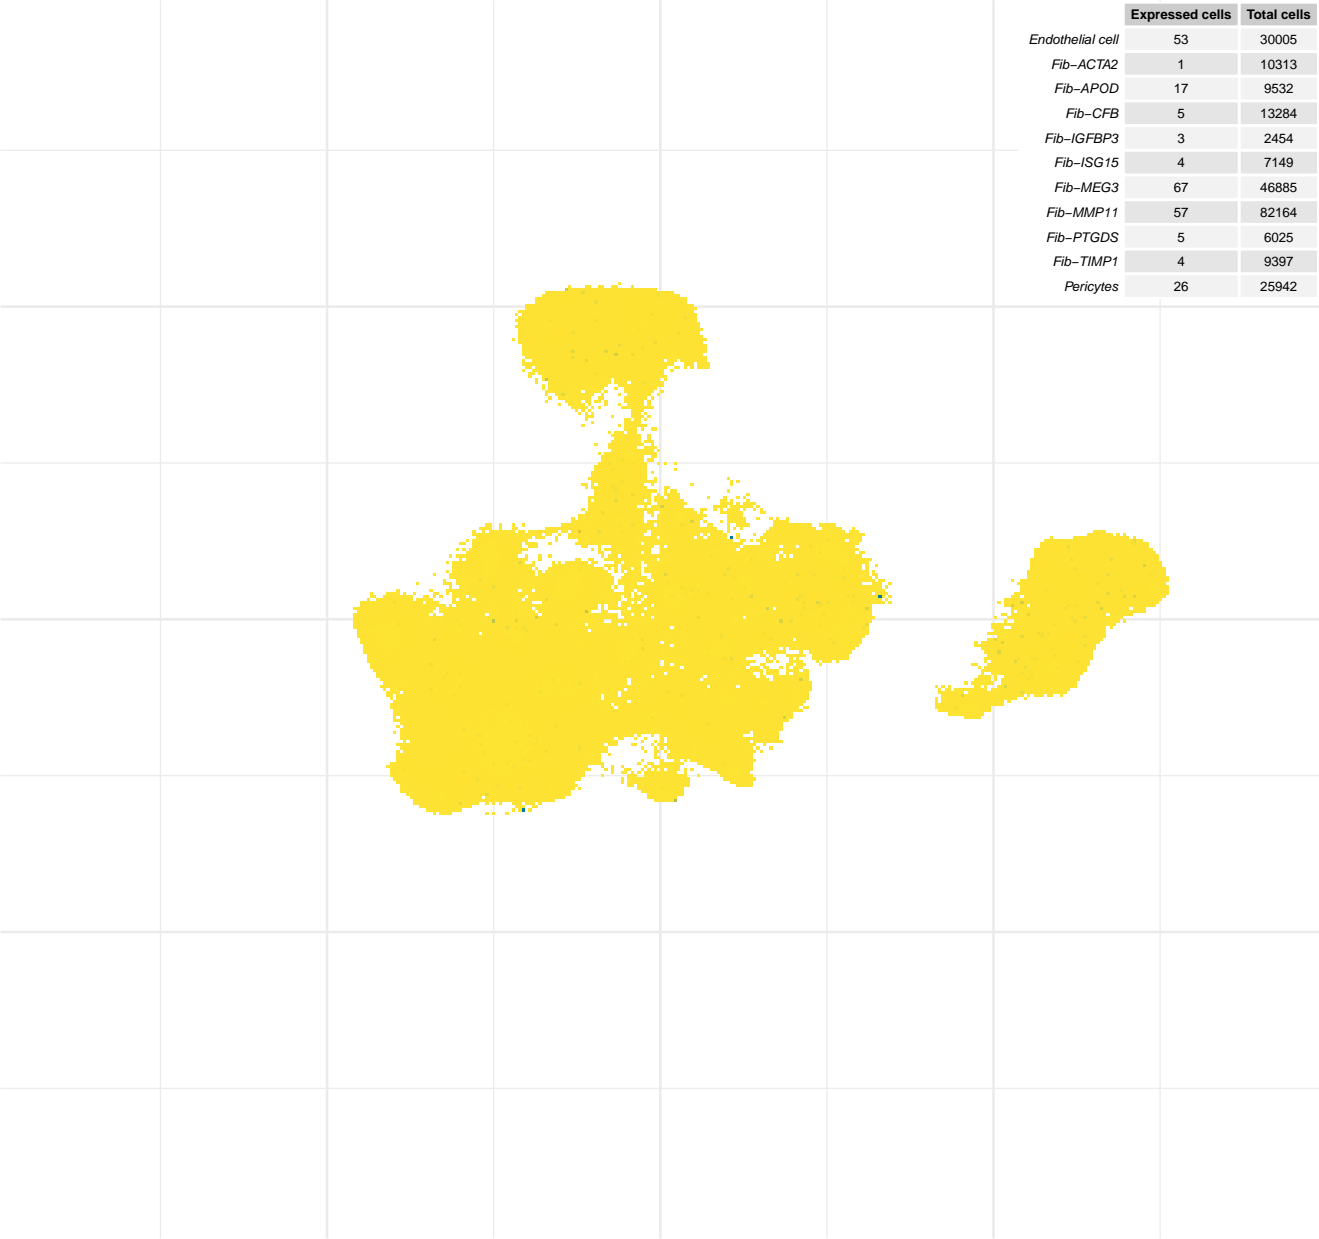 Expressed cells Total cells
Endothelial cell 53 30005
Fib−ACTA2 1 10313
Fib−APOD 17 9532
Fib−CFB 5 13284
Fib−IGFBP3 3 2454
Fib−ISG15 4 7149
Fib−MEG3 67 46885
Fib−MMP11 57 82164
Fib−PTGDS 5 6025
Fib−TIMP1 4 9397
Pericytes 26 25942